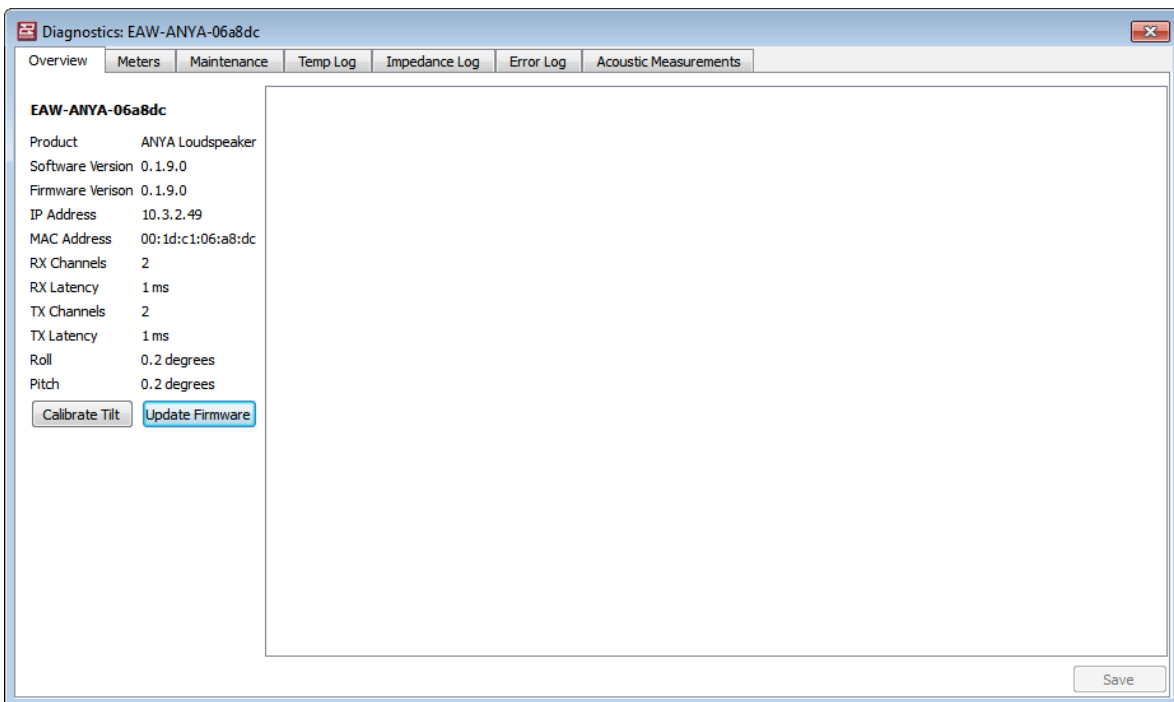 Diagnostics: EAW-ANYA-06a8dc
Overview Meters Maintenance Temp Log Impedance Log Error Log Acoustic Measurements
EAW-ANYA-06a8dc
Product ANYA Loudspeaker
Software Version 0.1.9.0
Firmware Verison 0.1.9.0
IP Address 10.3.2.49
MAC Address 00:1d:c1:06:a8:dc
RX Channels 2
RX Latency 1 ms
TX Channels 2
TX Latency 1 ms
Roll 0.2 degrees
Pitch 0.2 degrees
Calibrate Tilt Update Firmware
Save